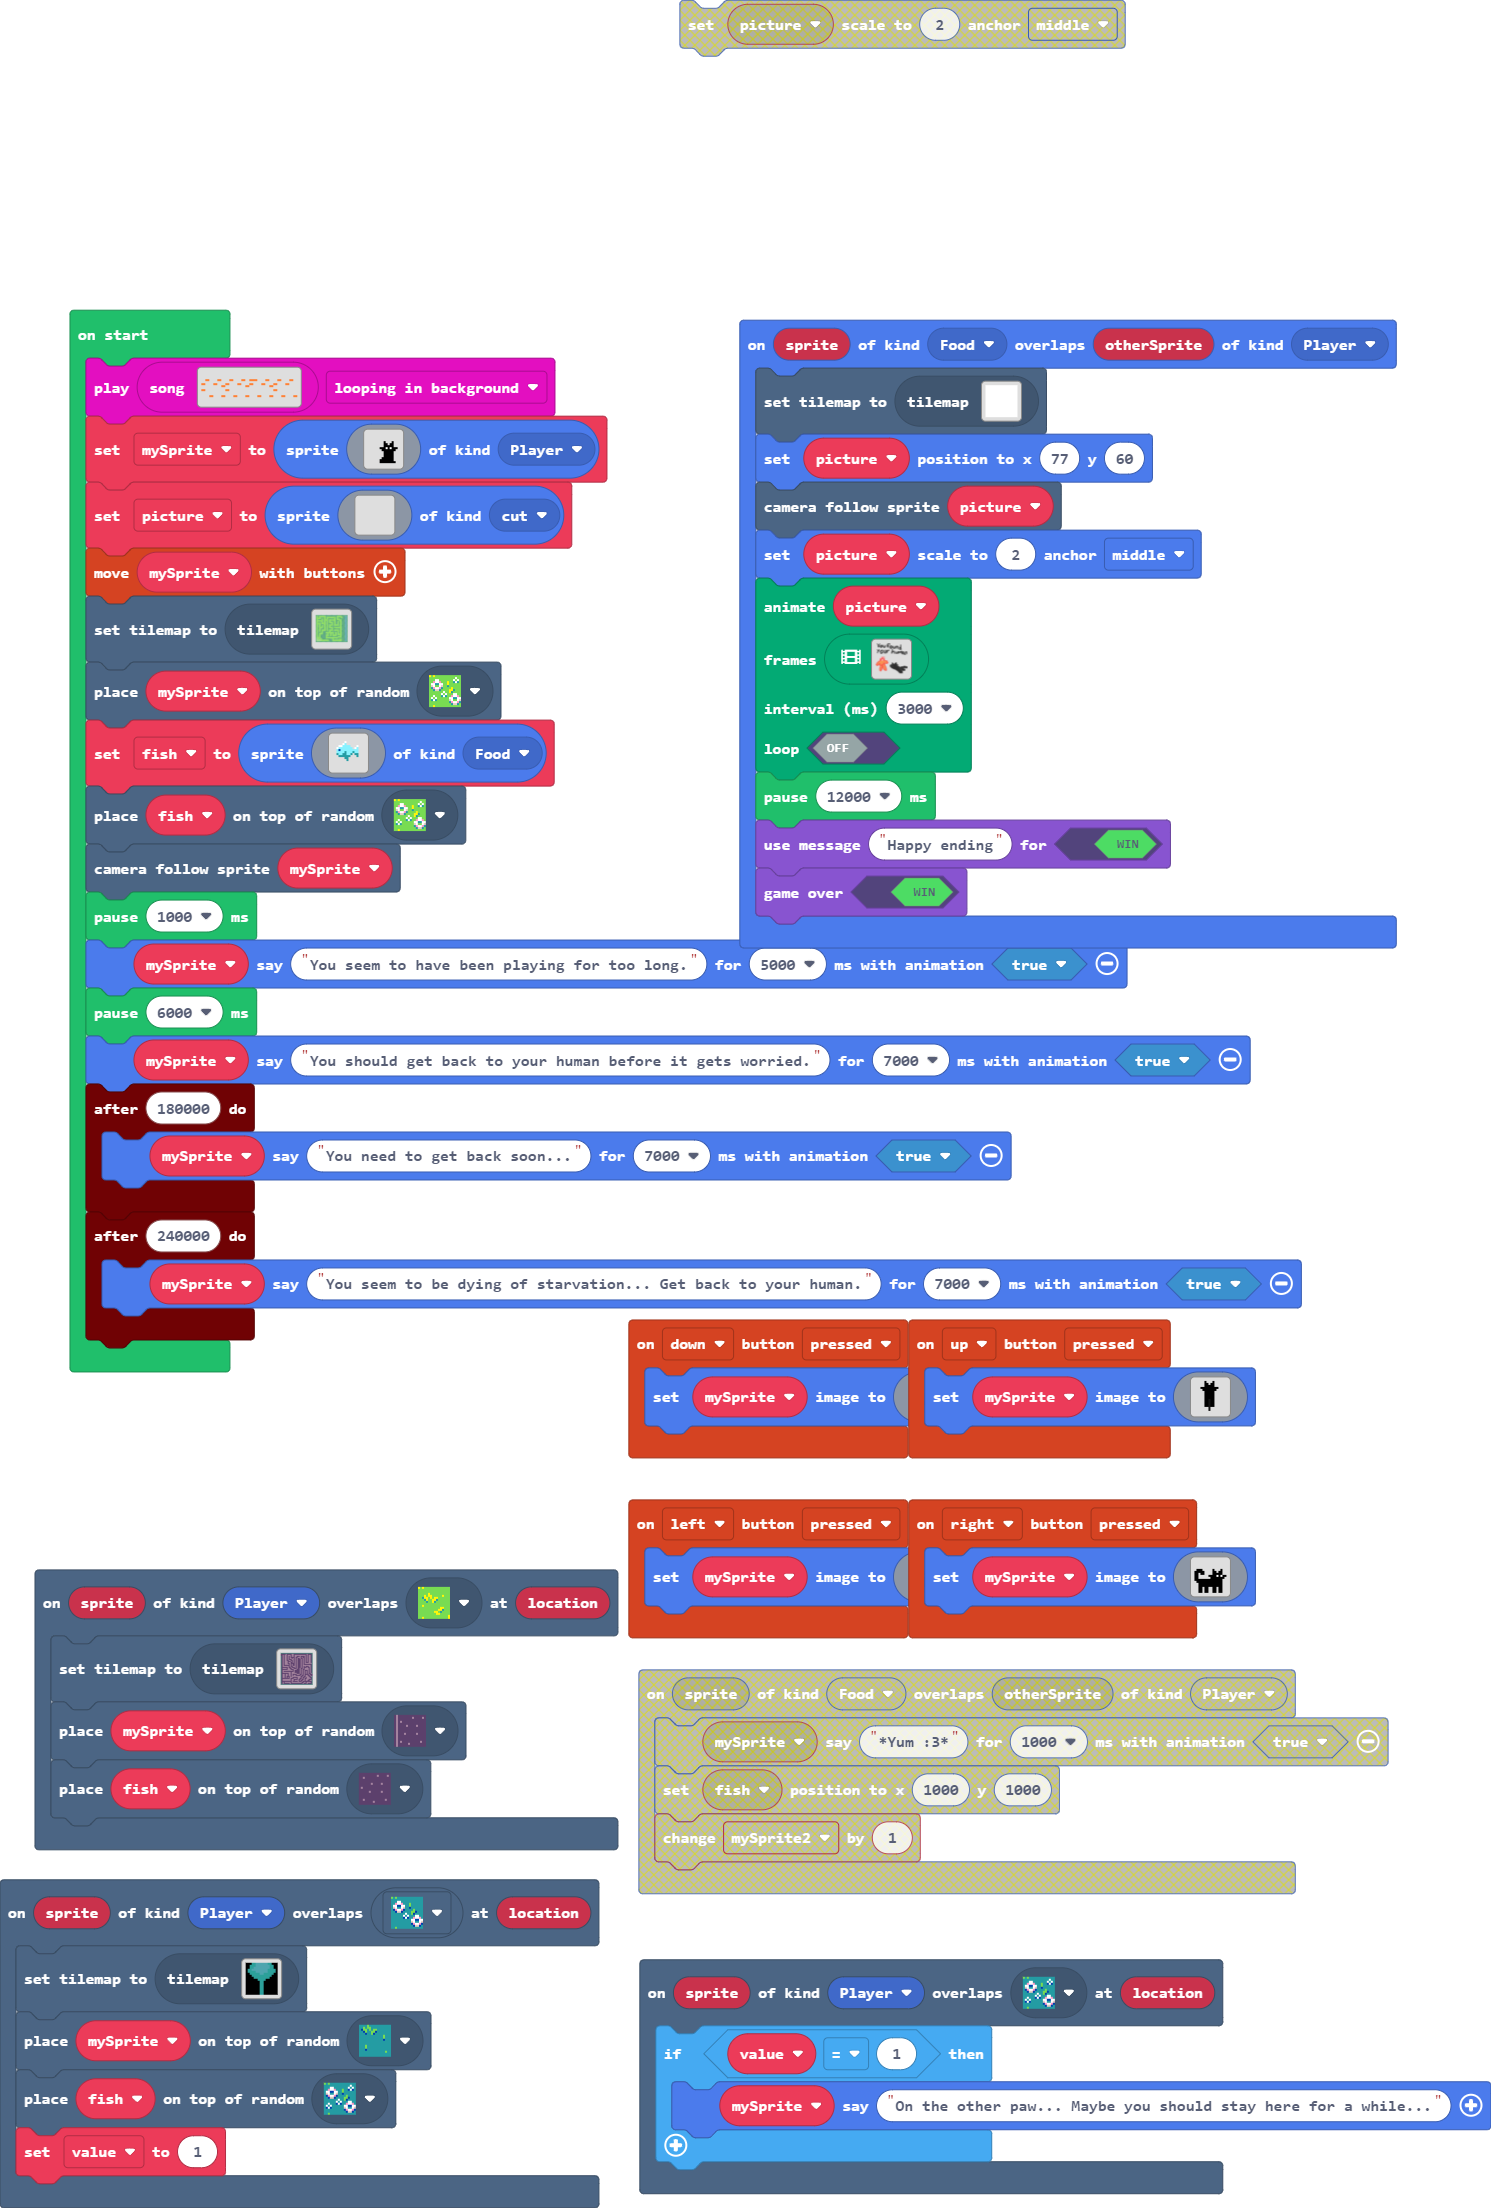 set picture scale to 2 anchor middle
on start
play song looping in background
set mySprite to sprite of kind Player
set picture to sprite of kind cut
move mySprite with buttons
set tilemap to tilemap
place mySprite on top of random
set fish to sprite of kind Food
place fish on top of random
camera follow sprite mySprite
pause 1000 ms
mySprite say "You seem to have been playing for too long." for 5000 ms with animation true
pause 6000 ms
mySprite say "You should get back to your human before it gets worried." for 7000 ms with animation true
after 180000 do
mySprite say "You need to get back soon..." for 7000 ms with animation true
after 240000 do
mySprite say "You seem to be dying of starvation... Get back to your human." for 7000 ms with animation true
on sprite of kind Food overlaps otherSprite of kind Player
set tilemap to tilemap
set picture position to x 77 y 60
camera follow sprite picture
set picture scale to 2 anchor middle
animate picture
frames
interval (ms) 3000
loop OFF
pause 12000 ms
use message "Happy ending" for WIN
game over WIN
on down button pressed
set mySprite image to
on up button pressed
set mySprite image to
on left button pressed
set mySprite image to
on right button pressed
set mySprite image to
on sprite of kind Player overlaps at location
set tilemap to tilemap
place mySprite on top of random
place fish on top of random
on sprite of kind Food overlaps otherSprite of kind Player
mySprite say "*Yum :3*" for 1000 ms with animation true
set fish position to x 1000 y 1000
change mySprite2 by 1
on sprite of kind Player overlaps at location
set tilemap to tilemap
place mySprite on top of random
place fish on top of random
set value to 1
on sprite of kind Player overlaps at location
if value = 1 then
mySprite say "On the other paw... Maybe you should stay here for a while..."